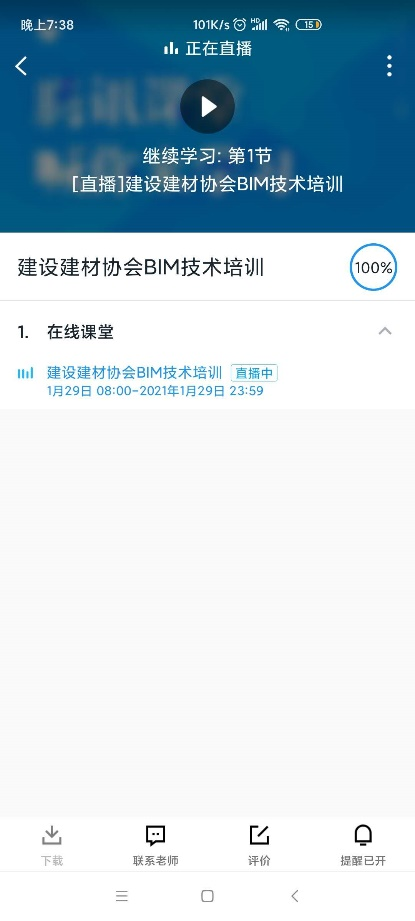 晚上7:38
101K/s
HD
15
正在直播
继续学习: 第1节
[直播]建设建材协会BIM技术培训
建设建材协会BIM技术培训
100%
1. 在线课堂
建设建材协会BIM技术培训 直播中
1月29日 08:00-2021年1月29日 23:59
下载
联系老师
评价
提醒已开